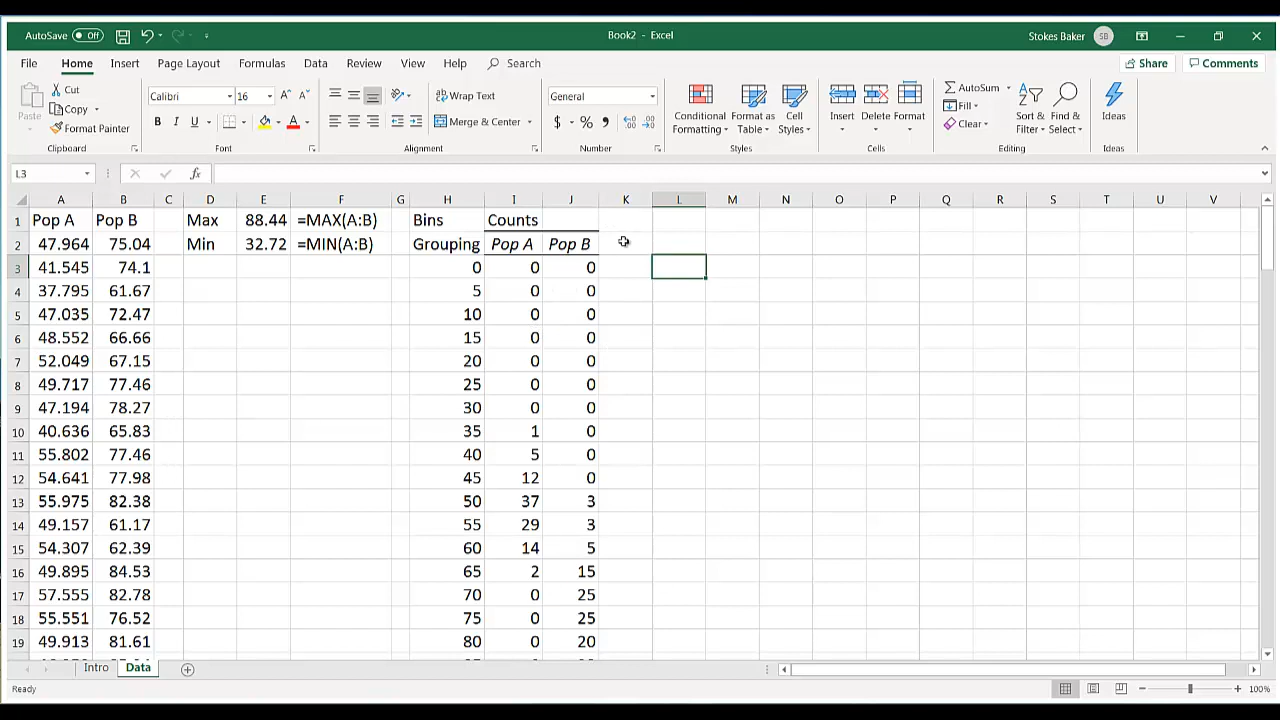 AutoSave Off Book2 - Excel Stokes Baker SB
File Home Insert Page Layout Formulas Data Review View Help Search Share Comments
Paste Cut Calibri 16 A A Wrap Text General Conditional Formatting Format as Table Cell Styles Insert Delete Format AutoSum Sort & Filter Find & Select Ideas
Copy Fill
Format Painter B I U A Merge & Center $ % , Clear
Clipboard Font Alignment Number Styles Cells Editing Ideas
L3 fx
A B C D E F G H I J K L M N O P Q R S T U V
1 Pop A Pop B Max 88.44 =MAX(A:B) Bins Counts
2 47.964 75.04 Min 32.72 =MIN(A:B) Grouping Pop A Pop B
3 41.545 74.1 0 0 0
4 37.795 61.67 5 0 0
5 47.035 72.47 10 0 0
6 48.552 66.66 15 0 0
7 52.049 67.15 20 0 0
8 49.717 77.46 25 0 0
9 47.194 78.27 30 0 0
10 40.636 65.83 35 1 0
11 55.802 77.46 40 5 0
12 54.641 77.98 45 12 0
13 55.975 82.38 50 37 3
14 49.157 61.17 55 29 3
15 54.307 62.39 60 14 5
16 49.895 84.53 65 2 15
17 57.555 82.78 70 0 25
18 55.551 76.52 75 0 25
19 49.913 81.61 80 0 20
Intro Data
Ready 100%